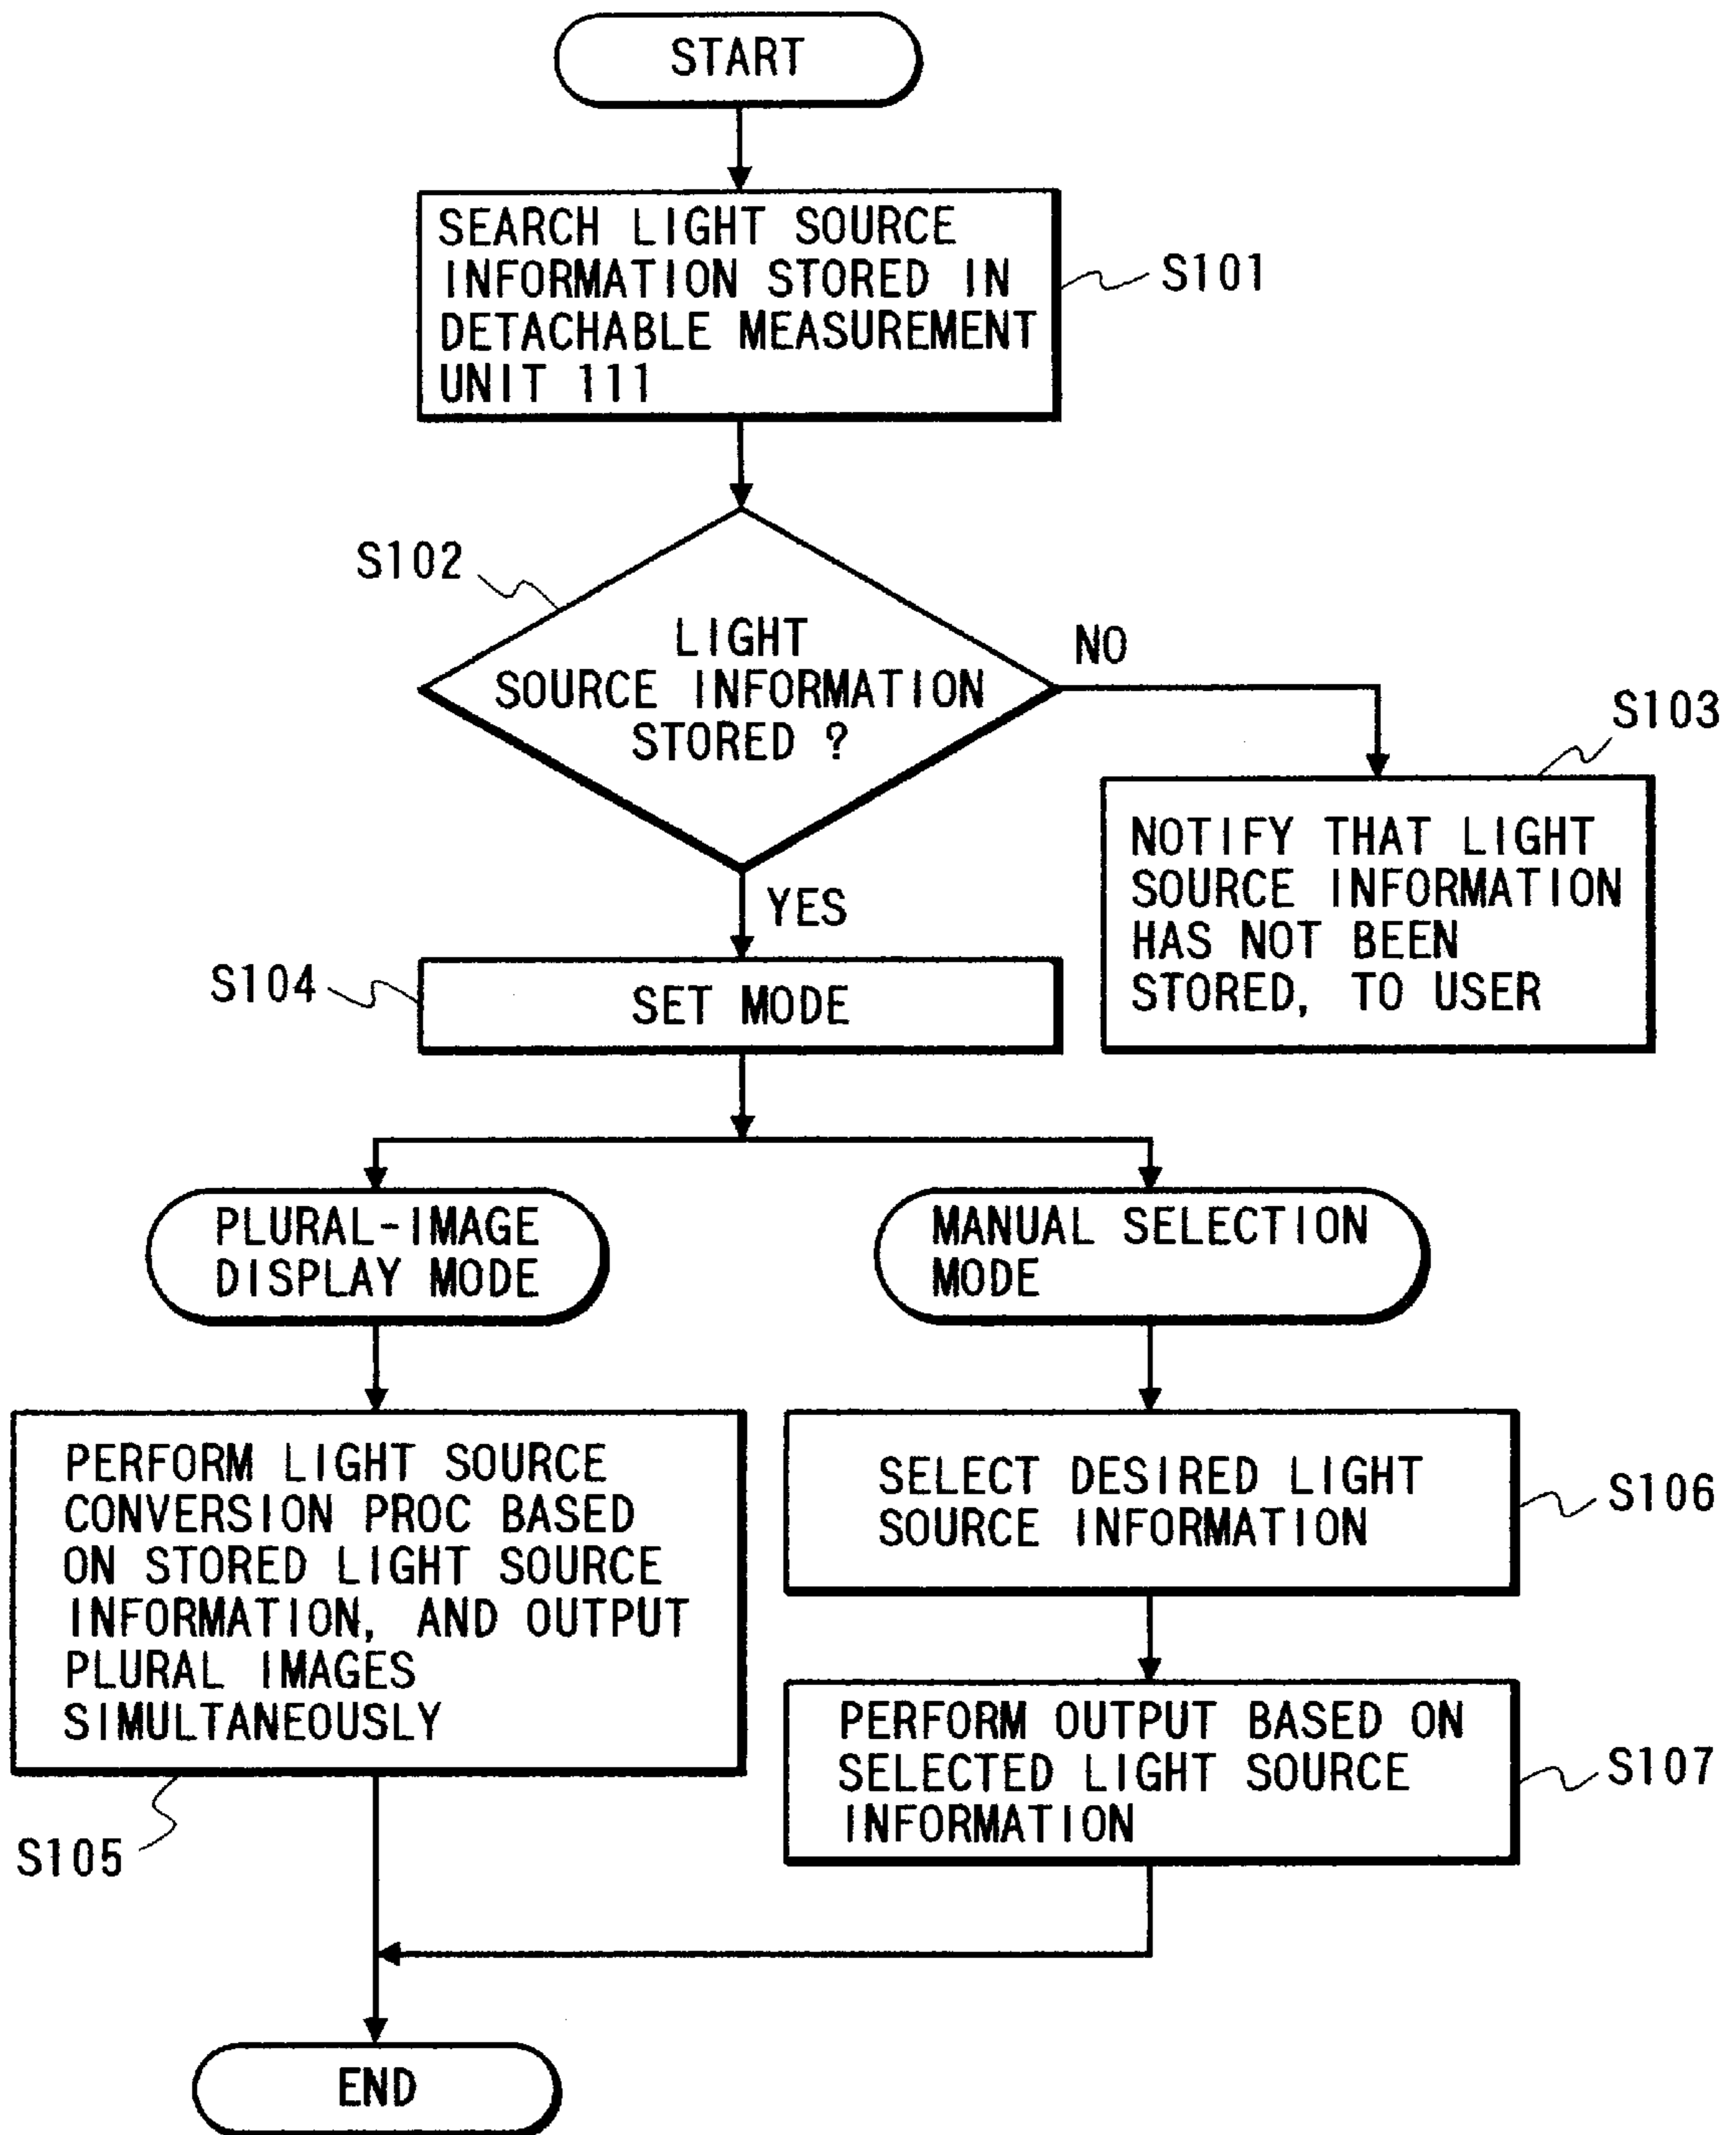 START
SEARCH LIGHT SOURCE
INFORMATION STORED IN
DETACHABLE MEASUREMENT
UNIT 111
S101
S102
LIGHT
SOURCE INFORMATION
STORED ?
NO
S103
NOTIFY THAT LIGHT
SOURCE INFORMATION
HAS NOT BEEN
STORED, TO USER
YES
S104
SET MODE
PLURAL-IMAGE
DISPLAY MODE
MANUAL SELECTION
MODE
PERFORM LIGHT SOURCE
CONVERSION PROC BASED
ON STORED LIGHT SOURCE
INFORMATION, AND OUTPUT
PLURAL IMAGES
SIMULTANEOUSLY
S105
SELECT DESIRED LIGHT
SOURCE INFORMATION
S106
PERFORM OUTPUT BASED ON
SELECTED LIGHT SOURCE
INFORMATION
S107
END